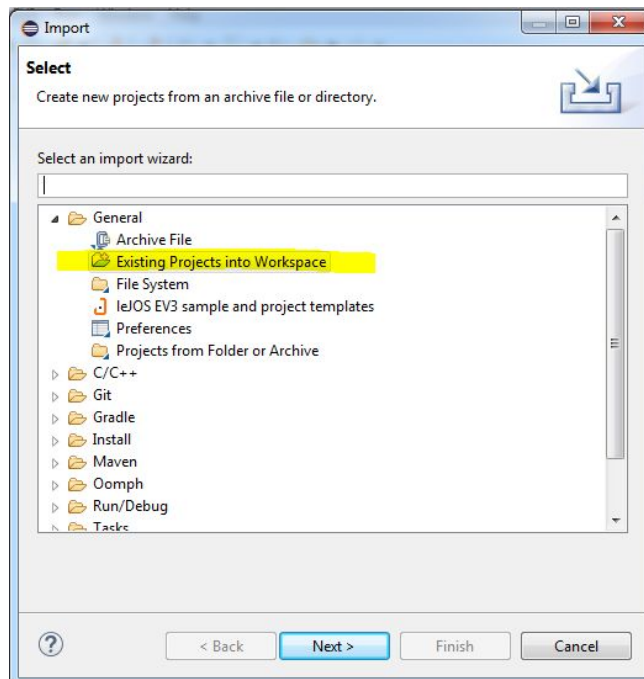 Import
Select
Create new projects from an archive file or directory.
Select an import wizard:
General
Archive File
Existing Projects into Workspace
File System
leJOS EV3 sample and project templates
Preferences
Projects from Folder or Archive
C/C++
Git
Gradle
Install
Maven
Oomph
Run/Debug
Tasks
< Back Next > Finish Cancel